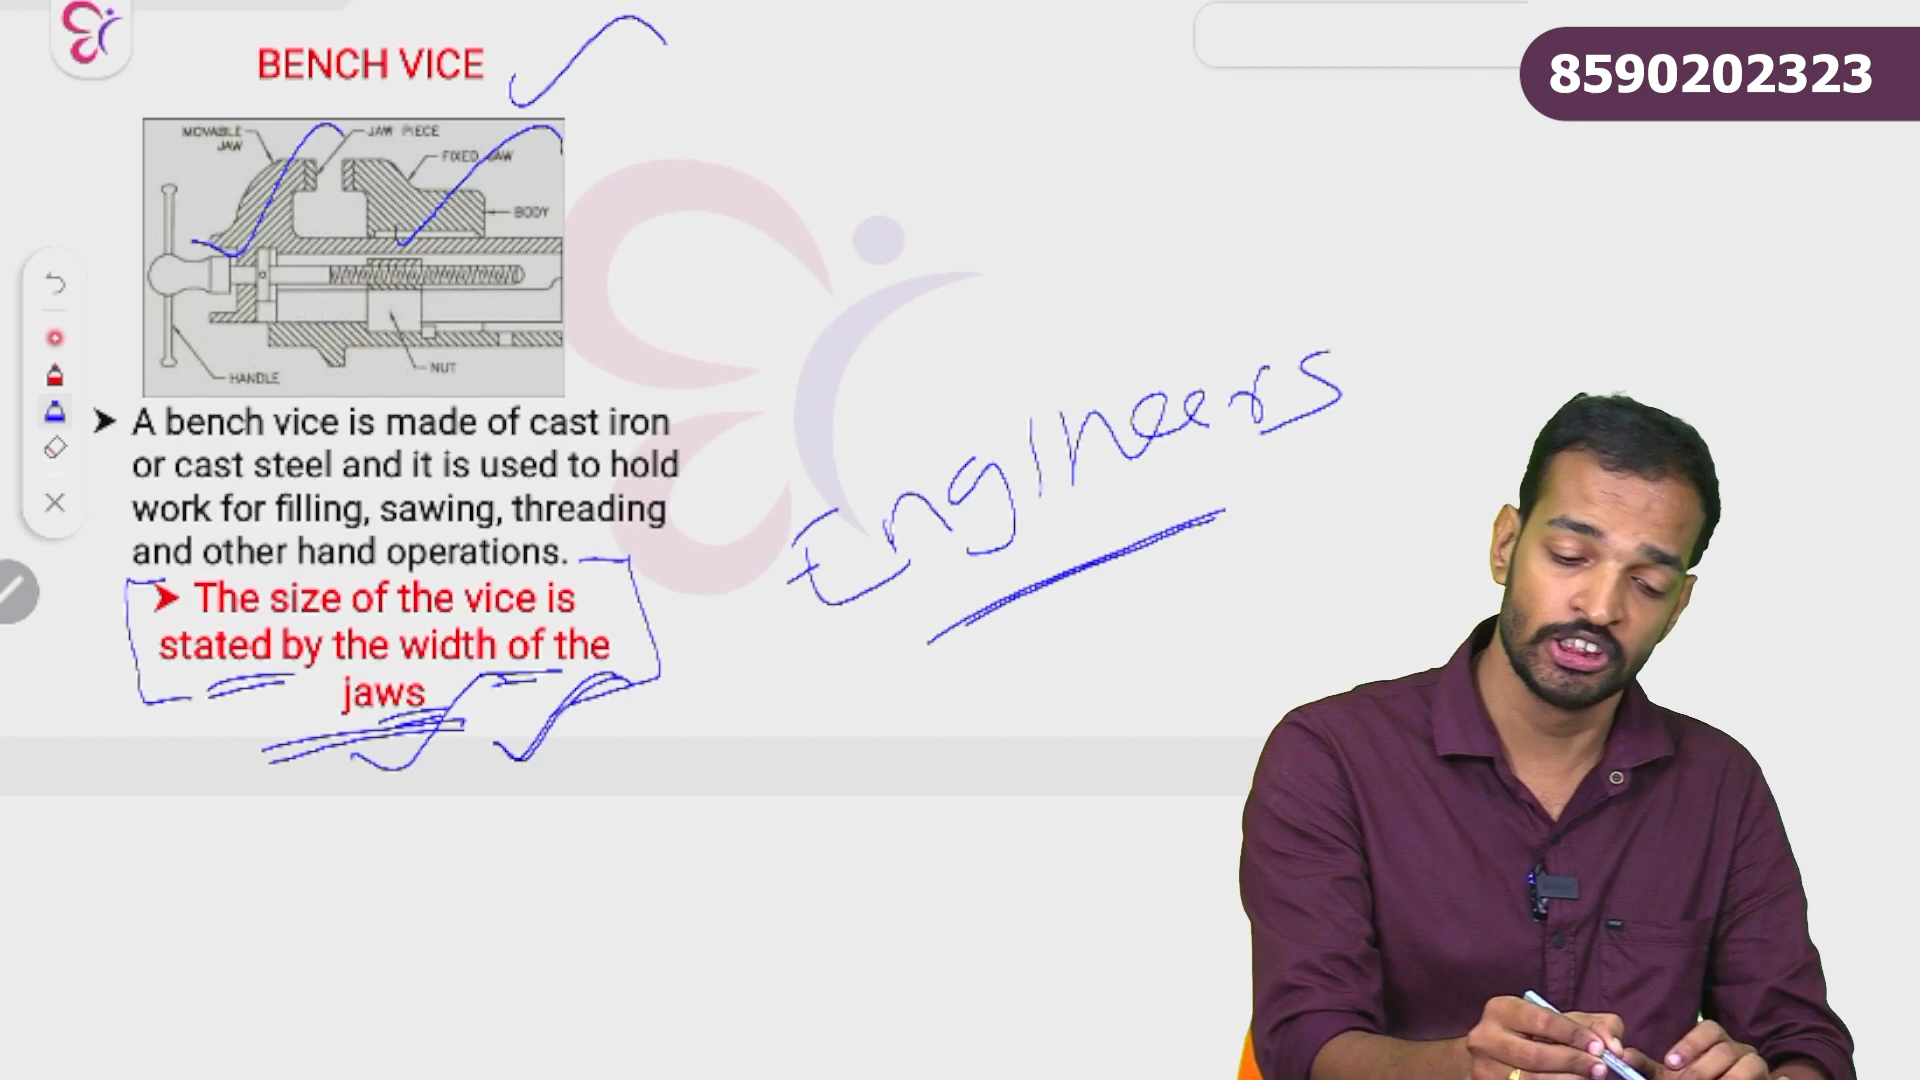 BENCH VICE
8590202323
MOVABLE JAW
JAW PIECE
FIXED JAW
BODY
NUT
HANDLE
➤ A bench vice is made of cast iron
or cast steel and it is used to hold
work for filling, sawing, threading
and other hand operations.
➤ The size of the vice is
stated by the width of the
jaws
Engineers